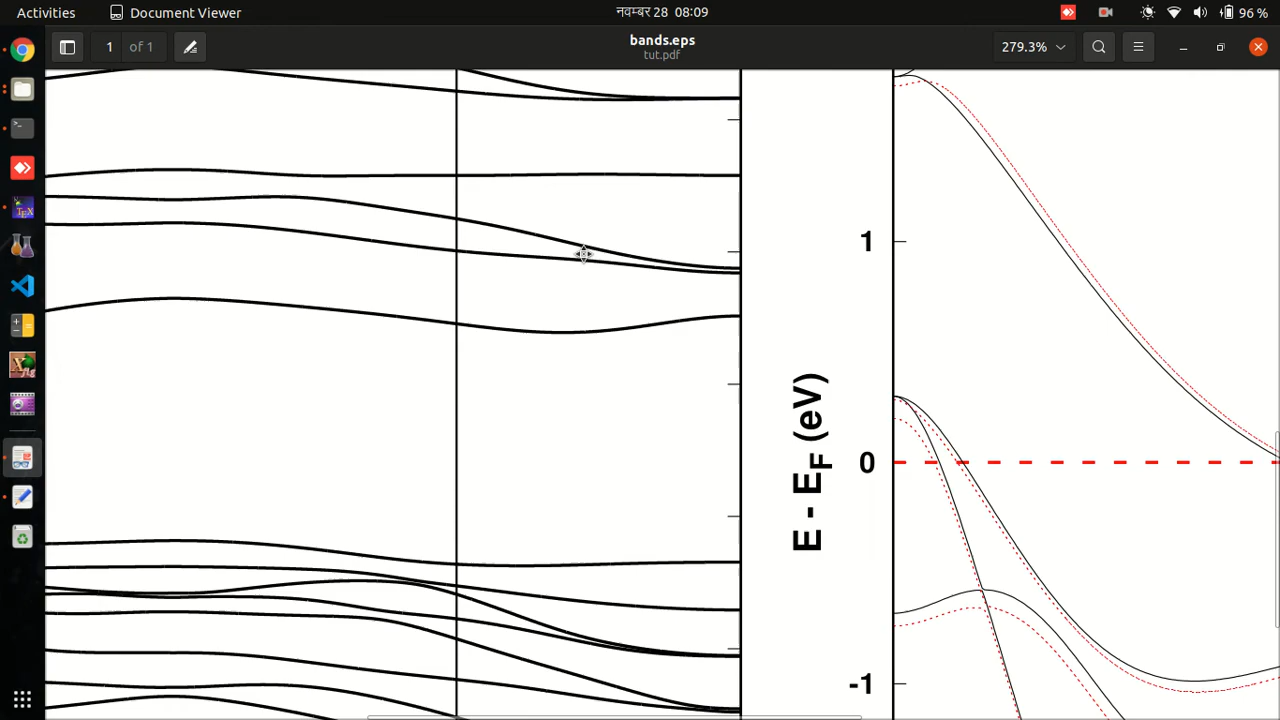 Activities Document Viewer नवम्बर 28 08:09 96 %
1 of 1 bands.eps 279.3%
tut.pdf
1
E - EF (eV)
0
-1